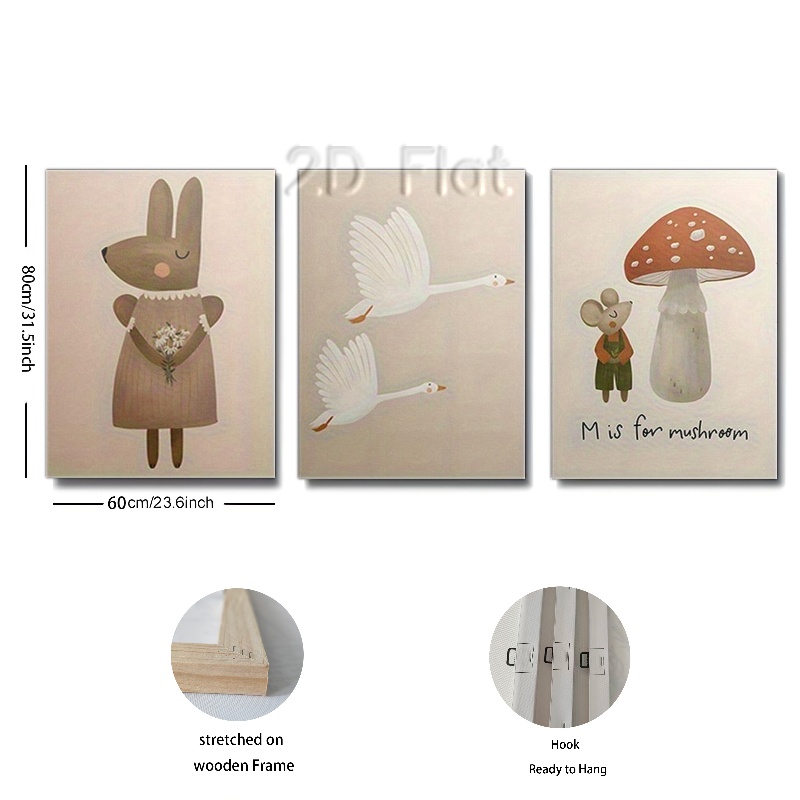 2D Flat
80cm/31.5inch
M is for mushroom
60cm/23.6inch
stretched on
wooden Frame
Hook
Ready to Hang